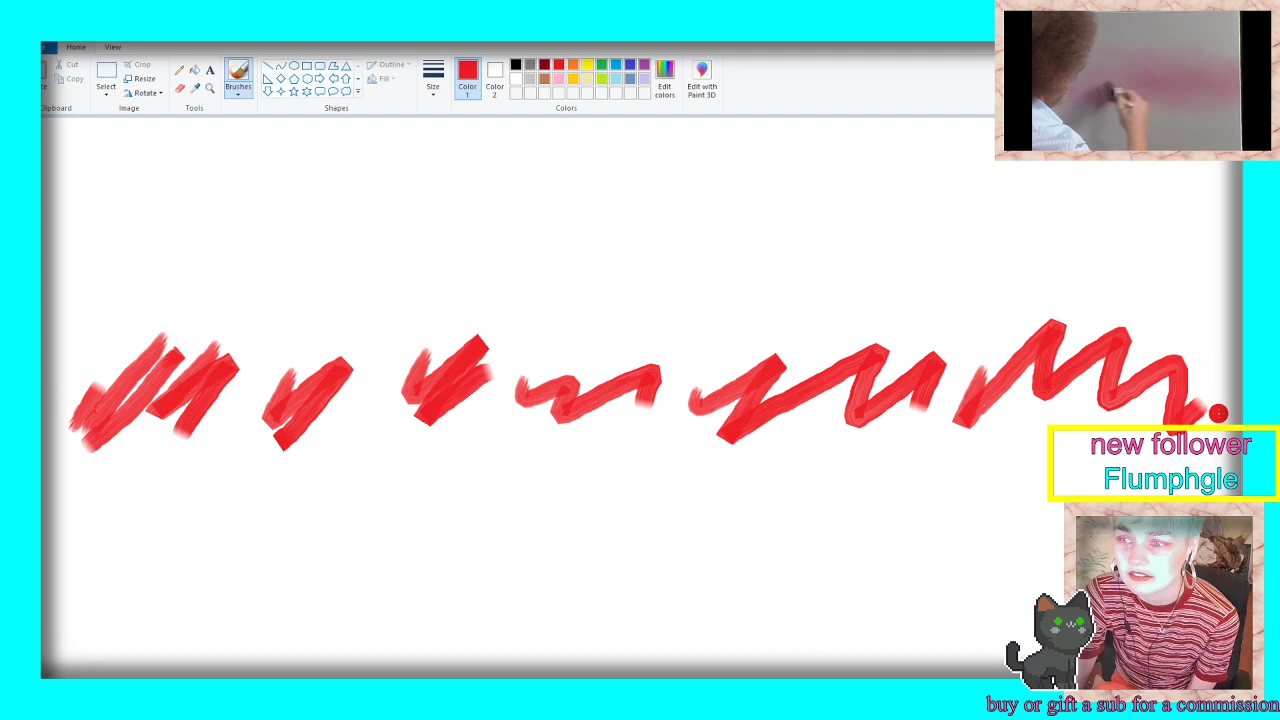 Home View
Cut
Copy
Select
Crop
Resize
Rotate
A
Brushes
Outline
Fill
Size
Color 1
Color 2
Edit colors
Edit with Paint 3D
Image
Tools
Shapes
Colors
new follower
Flumphgle
buy or gift a sub for a commission